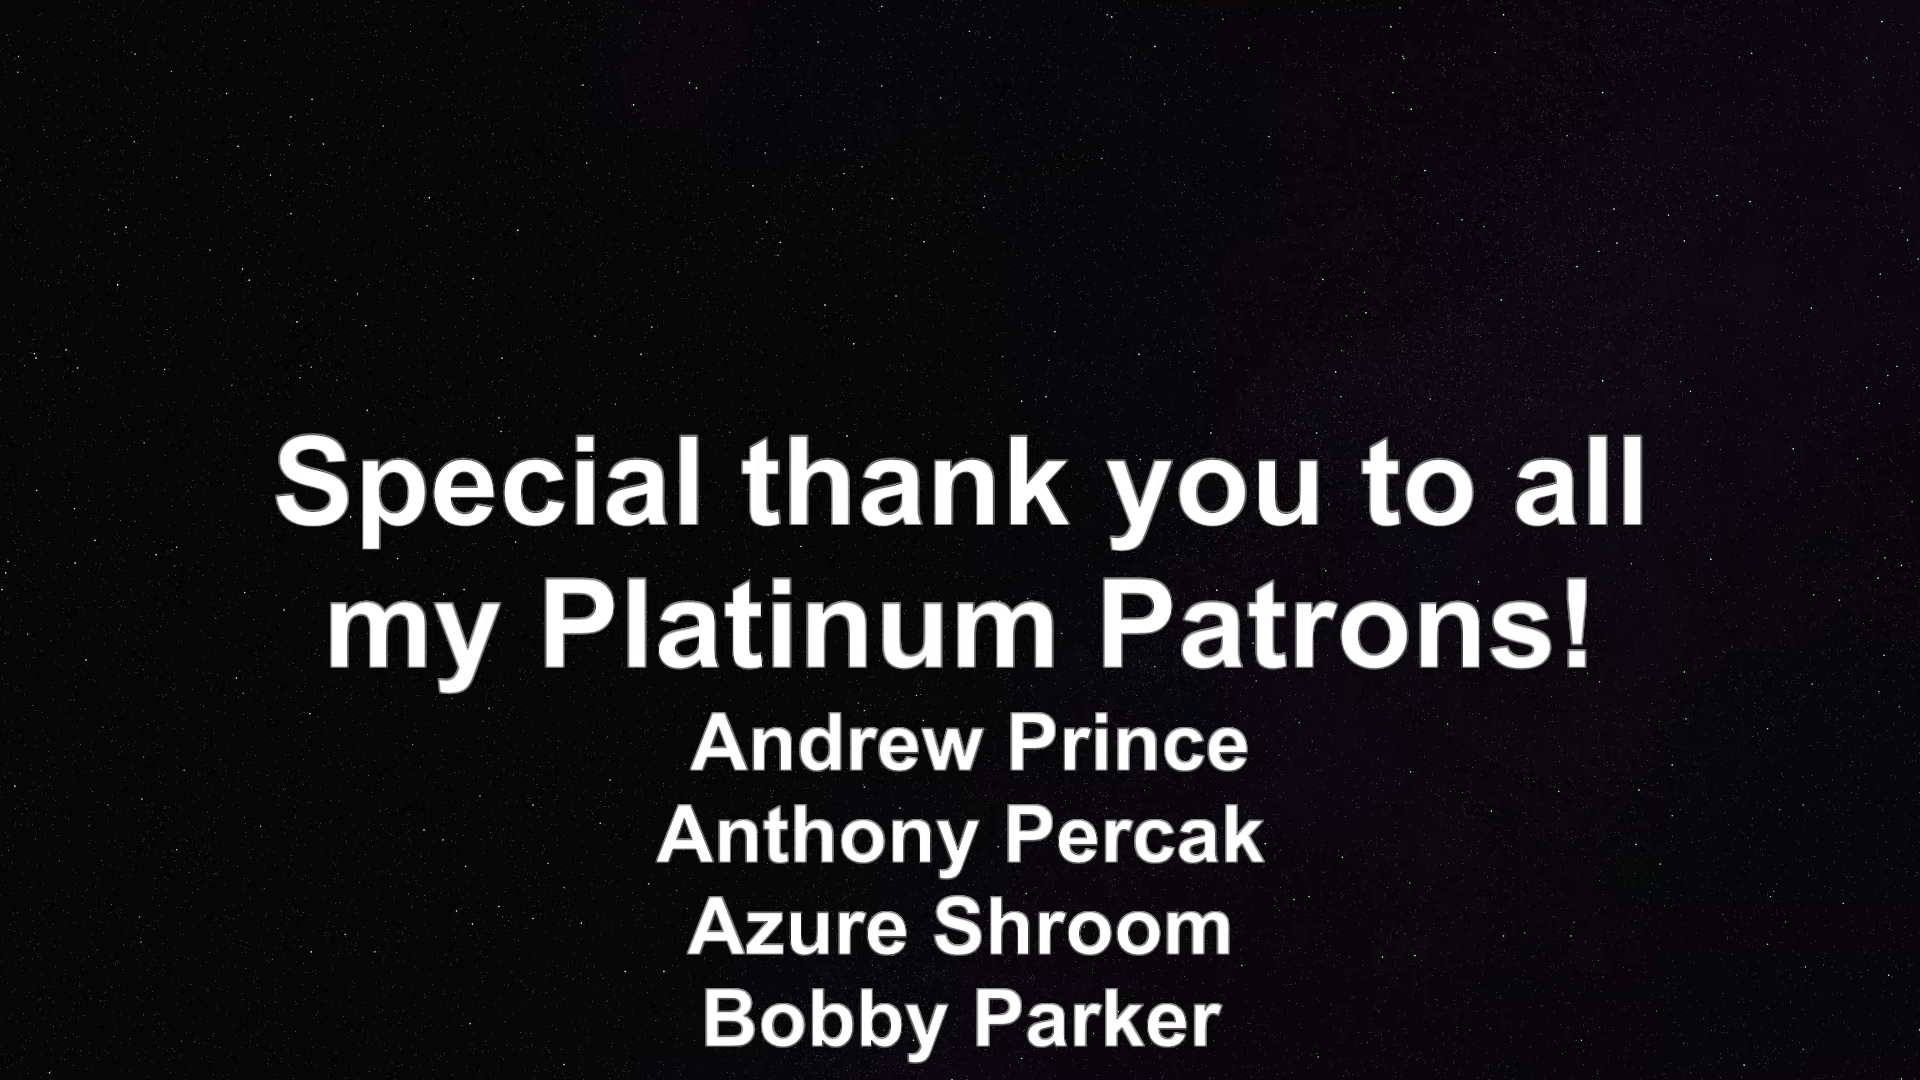 Special thank you to all
my Platinum Patrons!
Andrew Prince
Anthony Percak
Azure Shroom
Bobby Parker